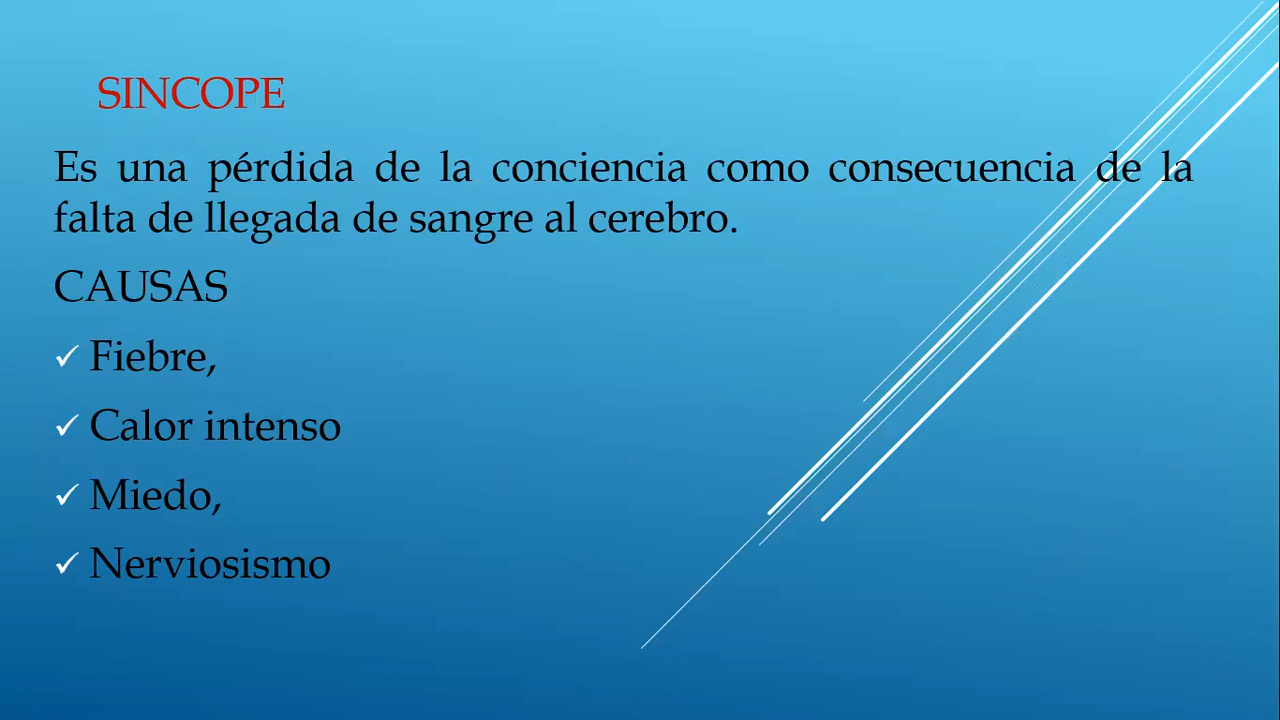 SINCOPE
Es una pérdida de la conciencia como consecuencia de la
falta de llegada de sangre al cerebro.
CAUSAS
✓ Fiebre,
✓ Calor intenso
✓ Miedo,
✓ Nerviosismo